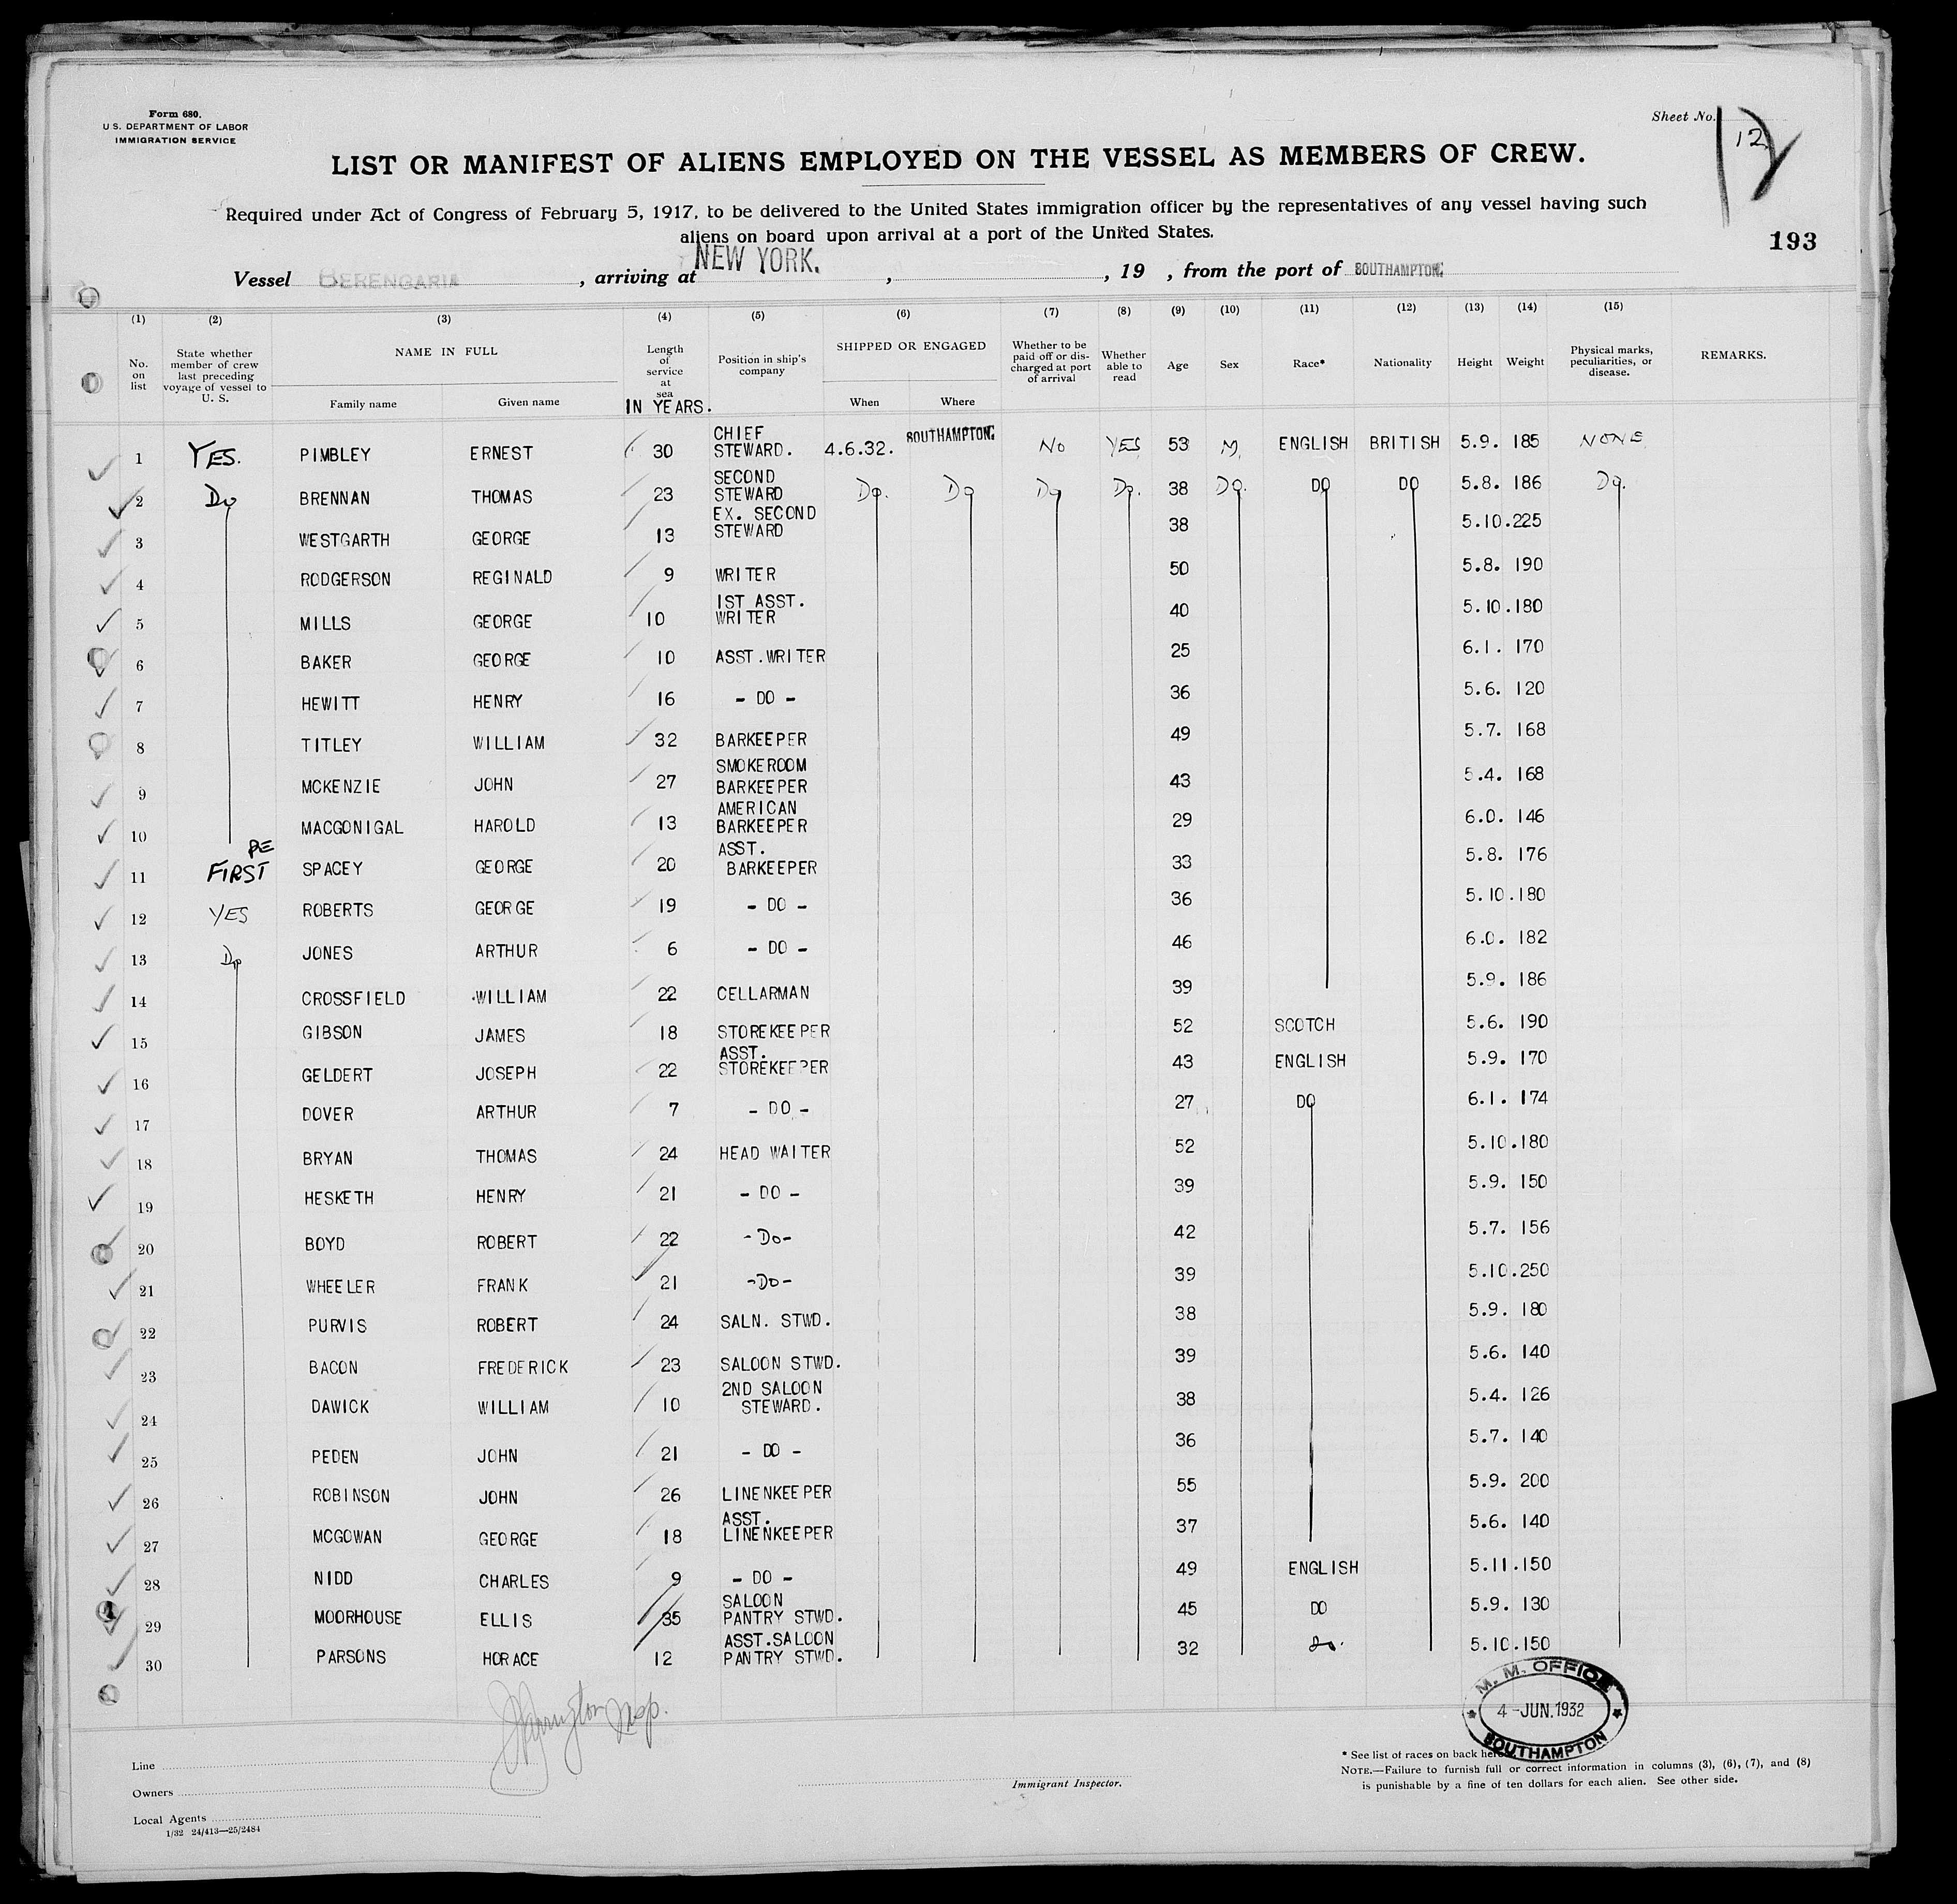 Form 680.
U.S. DEPARTMENT OF LABOR
IMMIGRATION SERVICE
Sheet No. 12
LIST OR MANIFEST OF ALIENS EMPLOYED ON THE VESSEL AS MEMBERS OF CREW.
Required under Act of Congress of February 5, 1917, to be delivered to the United States immigration officer by the representatives of any vessel having such
aliens on board upon arrival at a port of the United States.
193
Vessel BERENGARIA, arriving at NEW YORK. , , 19 , from the port of SOUTHAMPTON.
(1) (2) (3) (4) (5) (6) (7) (8) (9) (10) (11) (12) (13) (14) (15)
No. on list
State whether member of crew last preceding voyage of vessel to U. S.
NAME IN FULL
Family name
Given name
Length of service at sea
IN YEARS.
Position in ship's company
SHIPPED OR ENGAGED
When
Where
Whether to be paid off or discharged at port of arrival
Whether able to read
Age
Sex
Race*
Nationality
Height
Weight
Physical marks, peculiarities, or disease.
REMARKS.
1 YES. PIMBLEY ERNEST 30 CHIEF STEWARD. 4.6.32. SOUTHAMPTON. NO YES 53 M. ENGLISH BRITISH 5.9. 185 NONE
2 Do BRENNAN THOMAS 23 SECOND STEWARD Do. Do Do Do. 38 Do. DO DO 5.8. 186 Do.
3 WESTGARTH GEORGE 13 EX. SECOND STEWARD 38 5.10.225
4 RODGERSON REGINALD 9 WRITER 50 5.8. 190
5 MILLS GEORGE 10 1ST ASST. WRITER 40 5.10.180
6 BAKER GEORGE 10 ASST.WRITER 25 6.1. 170
7 HEWITT HENRY 16 - DO - 36 5.6. 120
8 TITLEY WILLIAM 32 BARKEEPER 49 5.7. 168
9 MCKENZIE JOHN 27 SMOKEROOM BARKEEPER 43 5.4. 168
10 MACGONIGAL HAROLD 13 AMERICAN BARKEEPER 29 6.0. 146
11 RE FIRST SPACEY GEORGE 20 ASST. BARKEEPER 33 5.8. 176
12 YES ROBERTS GEORGE 19 - DO - 36 5.10.180
13 Do JONES ARTHUR 6 - DO - 46 6.0. 182
14 CROSSFIELD WILLIAM 22 CELLARMAN 39 5.9. 186
15 GIBSON JAMES 18 STOREKEEPER 52 SCOTCH 5.6. 190
16 GELDERT JOSEPH 22 ASST. STOREKEEPER 43 ENGLISH 5.9. 170
17 DOVER ARTHUR 7 - DO - 27 DO 6.1. 174
18 BRYAN THOMAS 24 HEAD WAITER 52 5.10.180
19 HESKETH HENRY 21 - DO - 39 5.9. 150
20 BOYD ROBERT 22 - Do - 42 5.7. 156
21 WHEELER FRANK 21 - Do - 39 5.10.250
22 PURVIS ROBERT 24 SALN. STWD. 38 5.9. 180
23 BACON FREDERICK 23 SALOON STWD. 39 5.6. 140
24 DAWICK WILLIAM 10 2ND SALOON STEWARD. 38 5.4. 126
25 PEDEN JOHN 21 - DO - 36 5.7. 140
26 ROBINSON JOHN 26 LINENKEEPER 55 5.9. 200
27 MCGOWAN GEORGE 18 ASST. LINENKEEPER 37 5.6. 140
28 NIDD CHARLES 9 - DO - 49 ENGLISH 5.11.150
29 MOORHOUSE ELLIS 35 SALOON PANTRY STWD. 45 DO 5.9. 130
30 PARSONS HORACE 12 ASST.SALOON PANTRY STWD. 32 do. 5.10.150
M. M. OFFICE
4 - JUN. 1932
SOUTHAMPTON
Line
Owners
Local Agents
1/32 24/413—25/2484
Immigrant Inspector.
* See list of races on back
NOTE.—Failure to furnish full or correct information in columns (3), (6), (7), and (8)
is punishable by a fine of ten dollars for each alien. See other side.